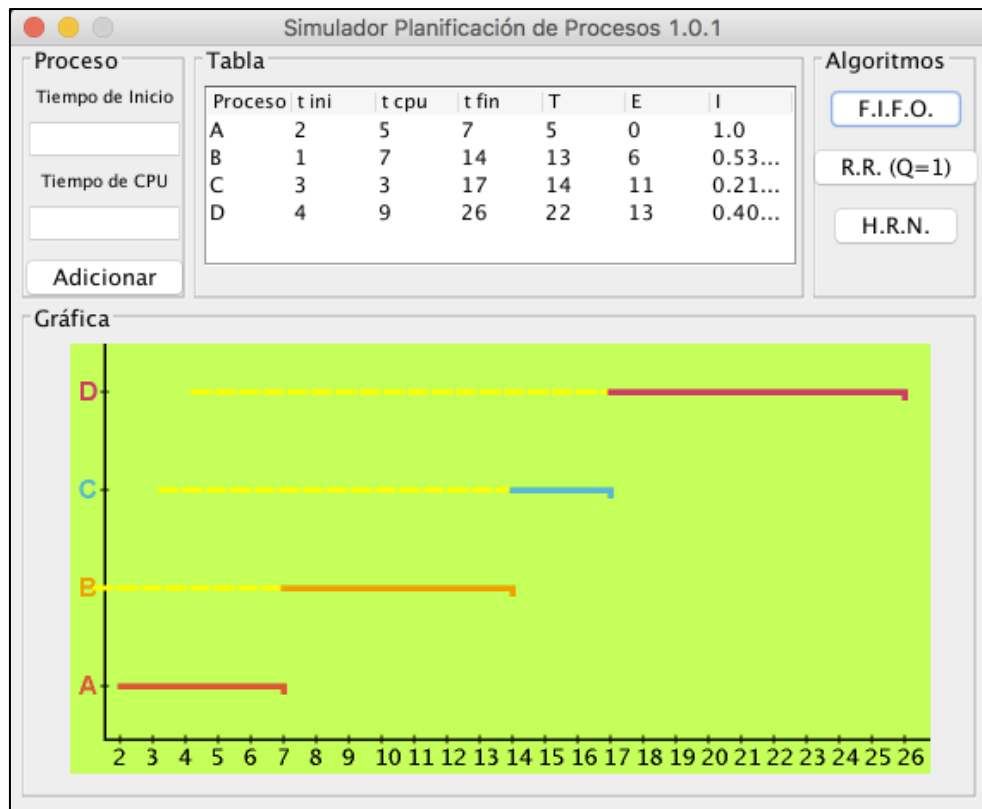 Simulador Planificación de Procesos 1.0.1
Proceso
Tiempo de Inicio
Tiempo de CPU
Adicionar
Tabla
Proceso t ini t cpu t fin T E I
A 2 5 7 5 0 1.0
B 1 7 14 13 6 0.53...
C 3 3 17 14 11 0.21...
D 4 9 26 22 13 0.40...
Algoritmos
F.I.F.O.
R.R. (Q=1)
H.R.N.
Gráfica
D
C
B
A
2 3 4 5 6 7 8 9 10 11 12 13 14 15 16 17 18 19 20 21 22 23 24 25 26